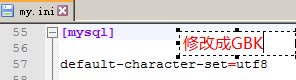 my.ini
55 [mysql]
修改成GBK
56
57 default-character-set=utf8